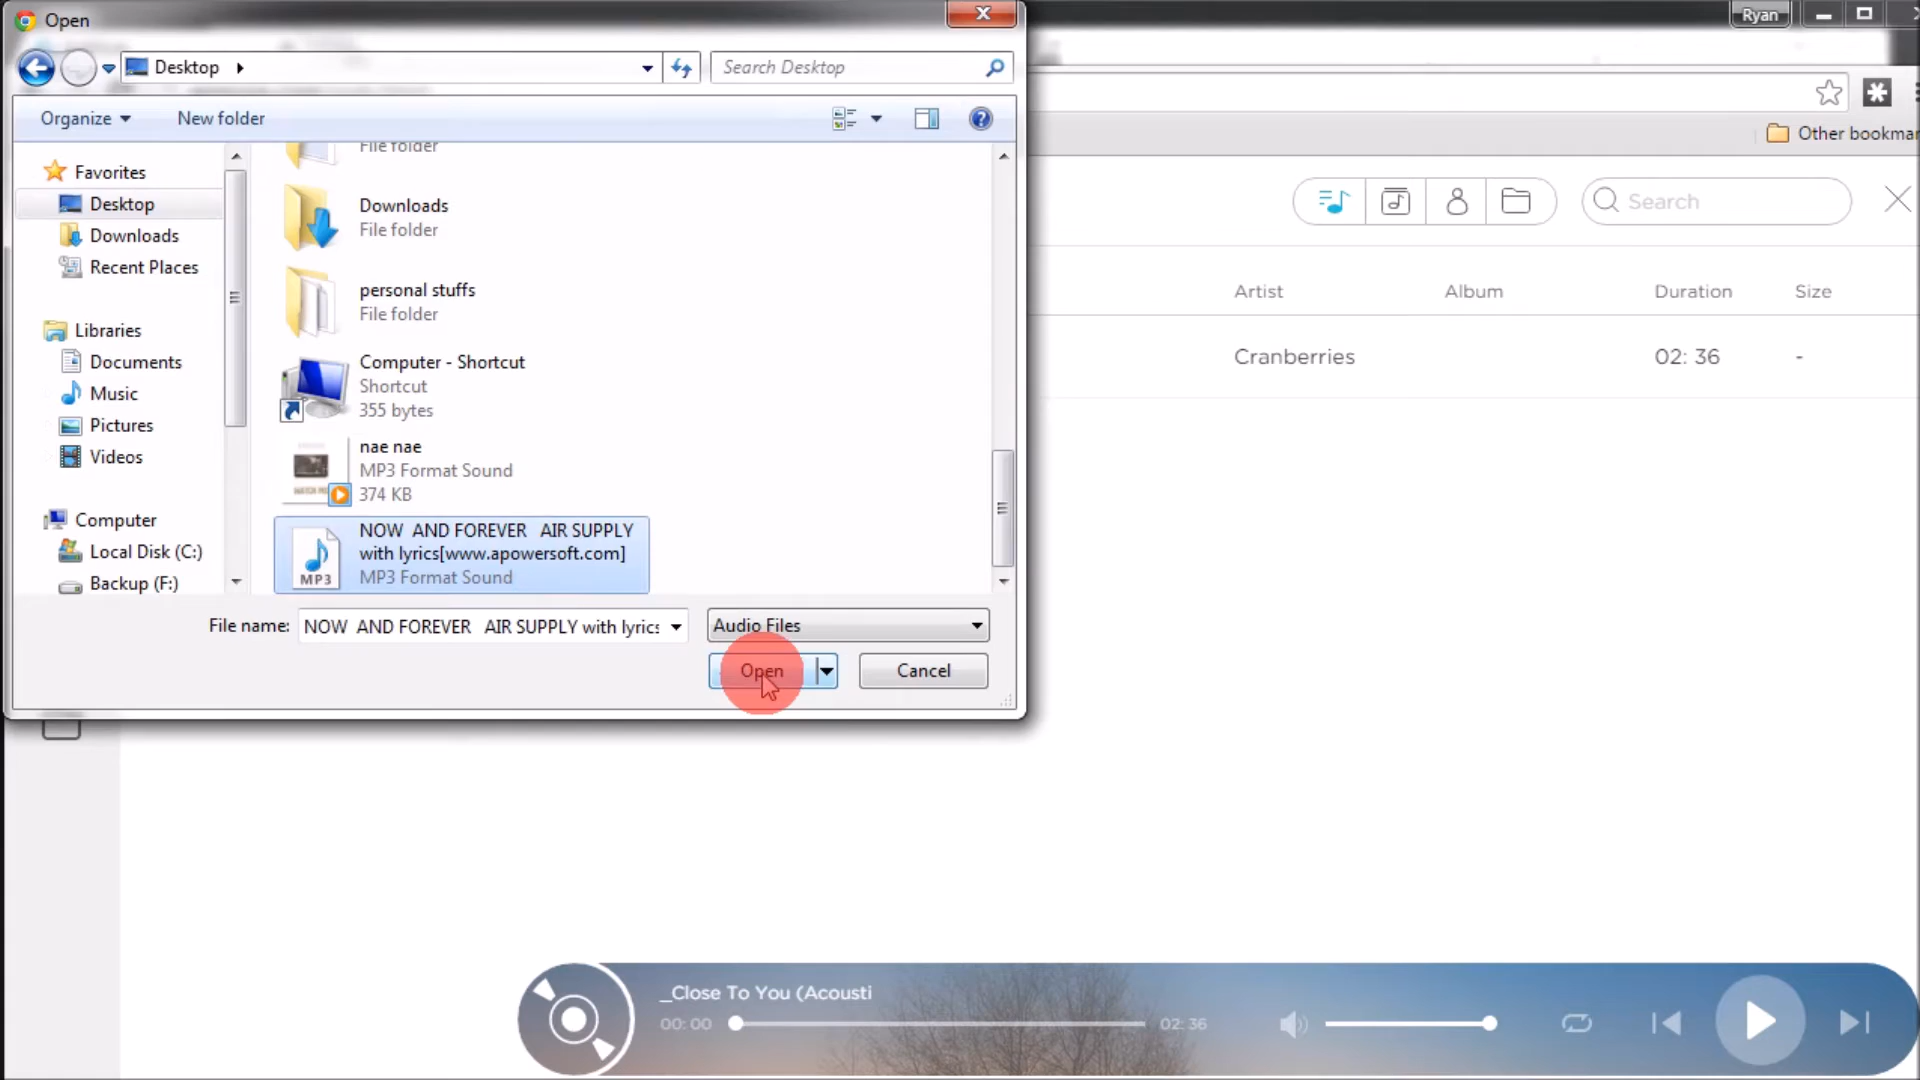 Open
Ryan
Desktop
Search Desktop
Organize
New folder
Other bookmar
File folder
Favorites
Desktop
Downloads
Recent Places
Libraries
Documents
Music
Pictures
Videos
Computer
Local Disk (C:)
Backup (F:)
Downloads
File folder
personal stuffs
File folder
Computer - Shortcut
Shortcut
355 bytes
nae nae
MP3 Format Sound
374 KB
MP3
NOW  AND FOREVER   AIR SUPPLY
with lyrics[www.apowersoft.com]
MP3 Format Sound
File name:
NOW  AND FOREVER   AIR SUPPLY with lyrics
Audio Files
Open
Cancel
Search
Artist
Album
Duration
Size
Cranberries
02: 36
-
_Close To You (Acousti
00: 00
02: 36